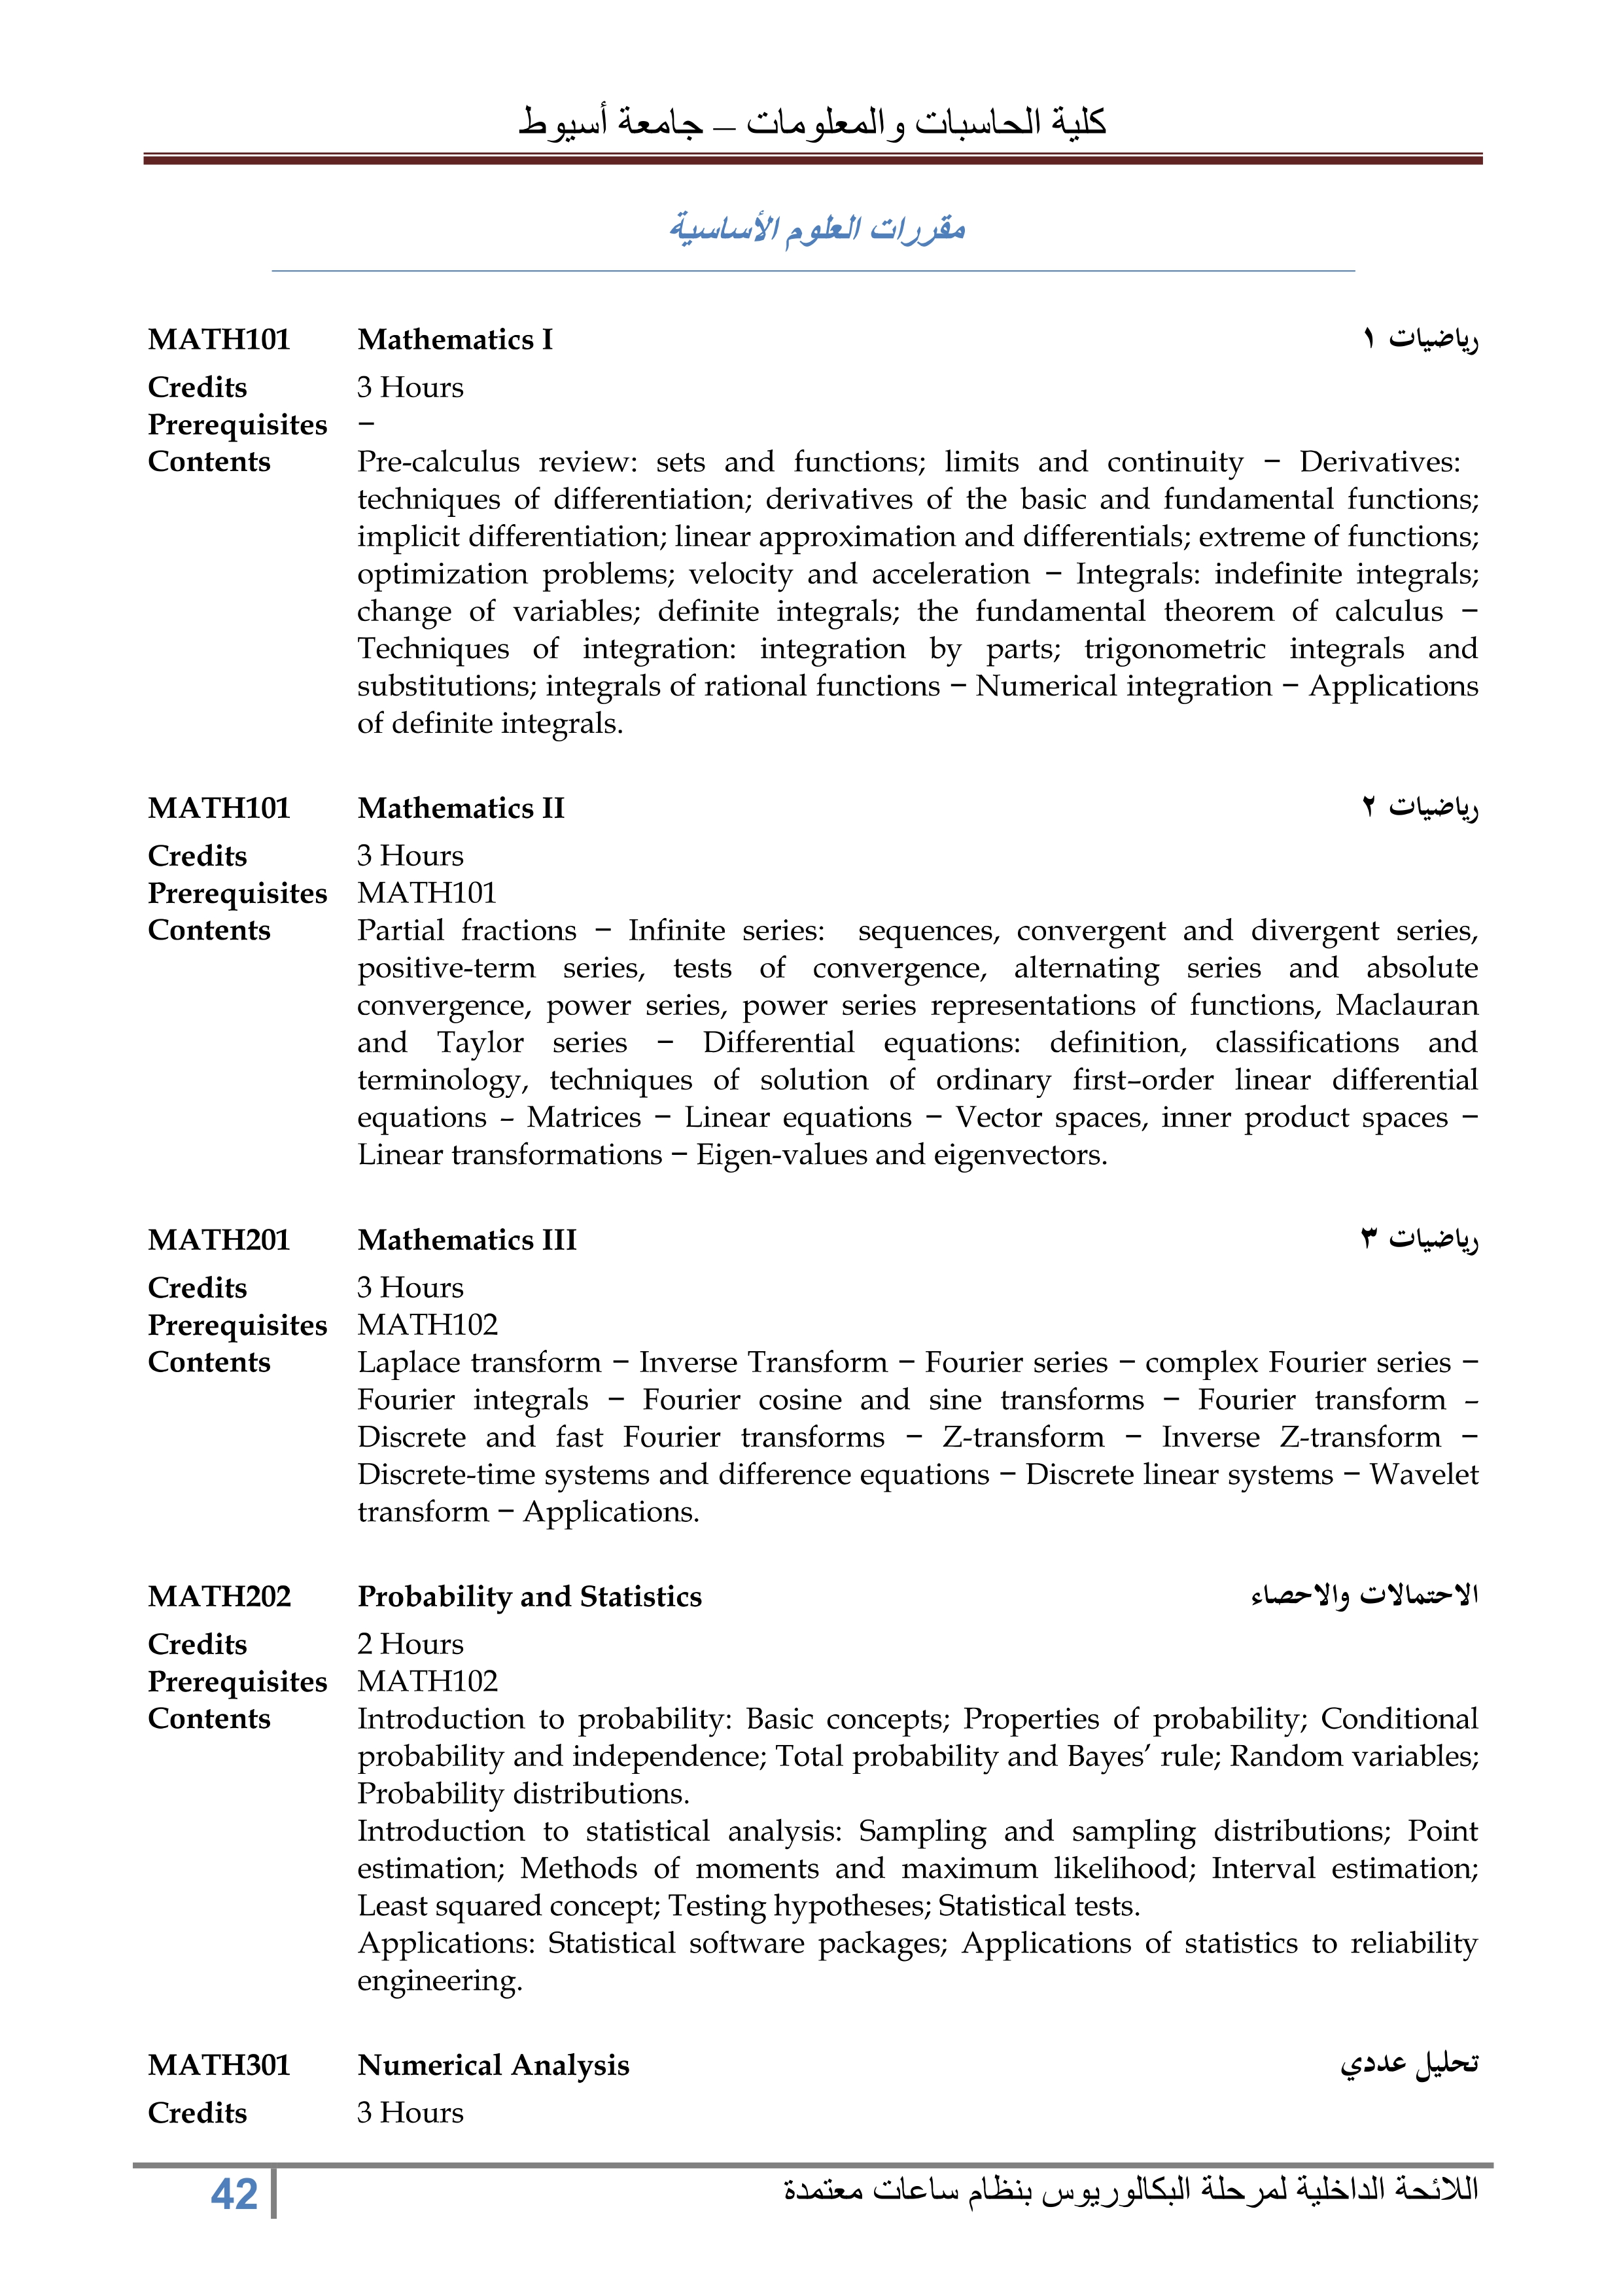 كلية الحاسبات والمعلومات – جامعة أسيوط
مقررات العلوم الأساسية
MATH101 Mathematics I رياضيات ١
Credits 3 Hours
Prerequisites −
Contents Pre-calculus review: sets and functions; limits and continuity − Derivatives:
techniques of differentiation; derivatives of the basic and fundamental functions;
implicit differentiation; linear approximation and differentials; extreme of functions;
optimization problems; velocity and acceleration − Integrals: indefinite integrals;
change of variables; definite integrals; the fundamental theorem of calculus −
Techniques of integration: integration by parts; trigonometric integrals and
substitutions; integrals of rational functions − Numerical integration − Applications
of definite integrals.
MATH101 Mathematics II رياضيات ٢
Credits 3 Hours
Prerequisites MATH101
Contents Partial fractions − Infinite series: sequences, convergent and divergent series,
positive-term series, tests of convergence, alternating series and absolute
convergence, power series, power series representations of functions, Maclauran
and Taylor series − Differential equations: definition, classifications and
terminology, techniques of solution of ordinary first–order linear differential
equations – Matrices − Linear equations − Vector spaces, inner product spaces −
Linear transformations − Eigen-values and eigenvectors.
MATH201 Mathematics III رياضيات ٣
Credits 3 Hours
Prerequisites MATH102
Contents Laplace transform − Inverse Transform − Fourier series − complex Fourier series −
Fourier integrals − Fourier cosine and sine transforms − Fourier transform –
Discrete and fast Fourier transforms − Z-transform − Inverse Z-transform −
Discrete-time systems and difference equations − Discrete linear systems − Wavelet
transform − Applications.
MATH202 Probability and Statistics الاحتمالات والاحصاء
Credits 2 Hours
Prerequisites MATH102
Contents Introduction to probability: Basic concepts; Properties of probability; Conditional
probability and independence; Total probability and Bayes’ rule; Random variables;
Probability distributions.
Introduction to statistical analysis: Sampling and sampling distributions; Point
estimation; Methods of moments and maximum likelihood; Interval estimation;
Least squared concept; Testing hypotheses; Statistical tests.
Applications: Statistical software packages; Applications of statistics to reliability
engineering.
MATH301 Numerical Analysis تحليل عددي
Credits 3 Hours
42 اللائحة الداخلية لمرحلة البكالوريوس بنظام ساعات معتمدة